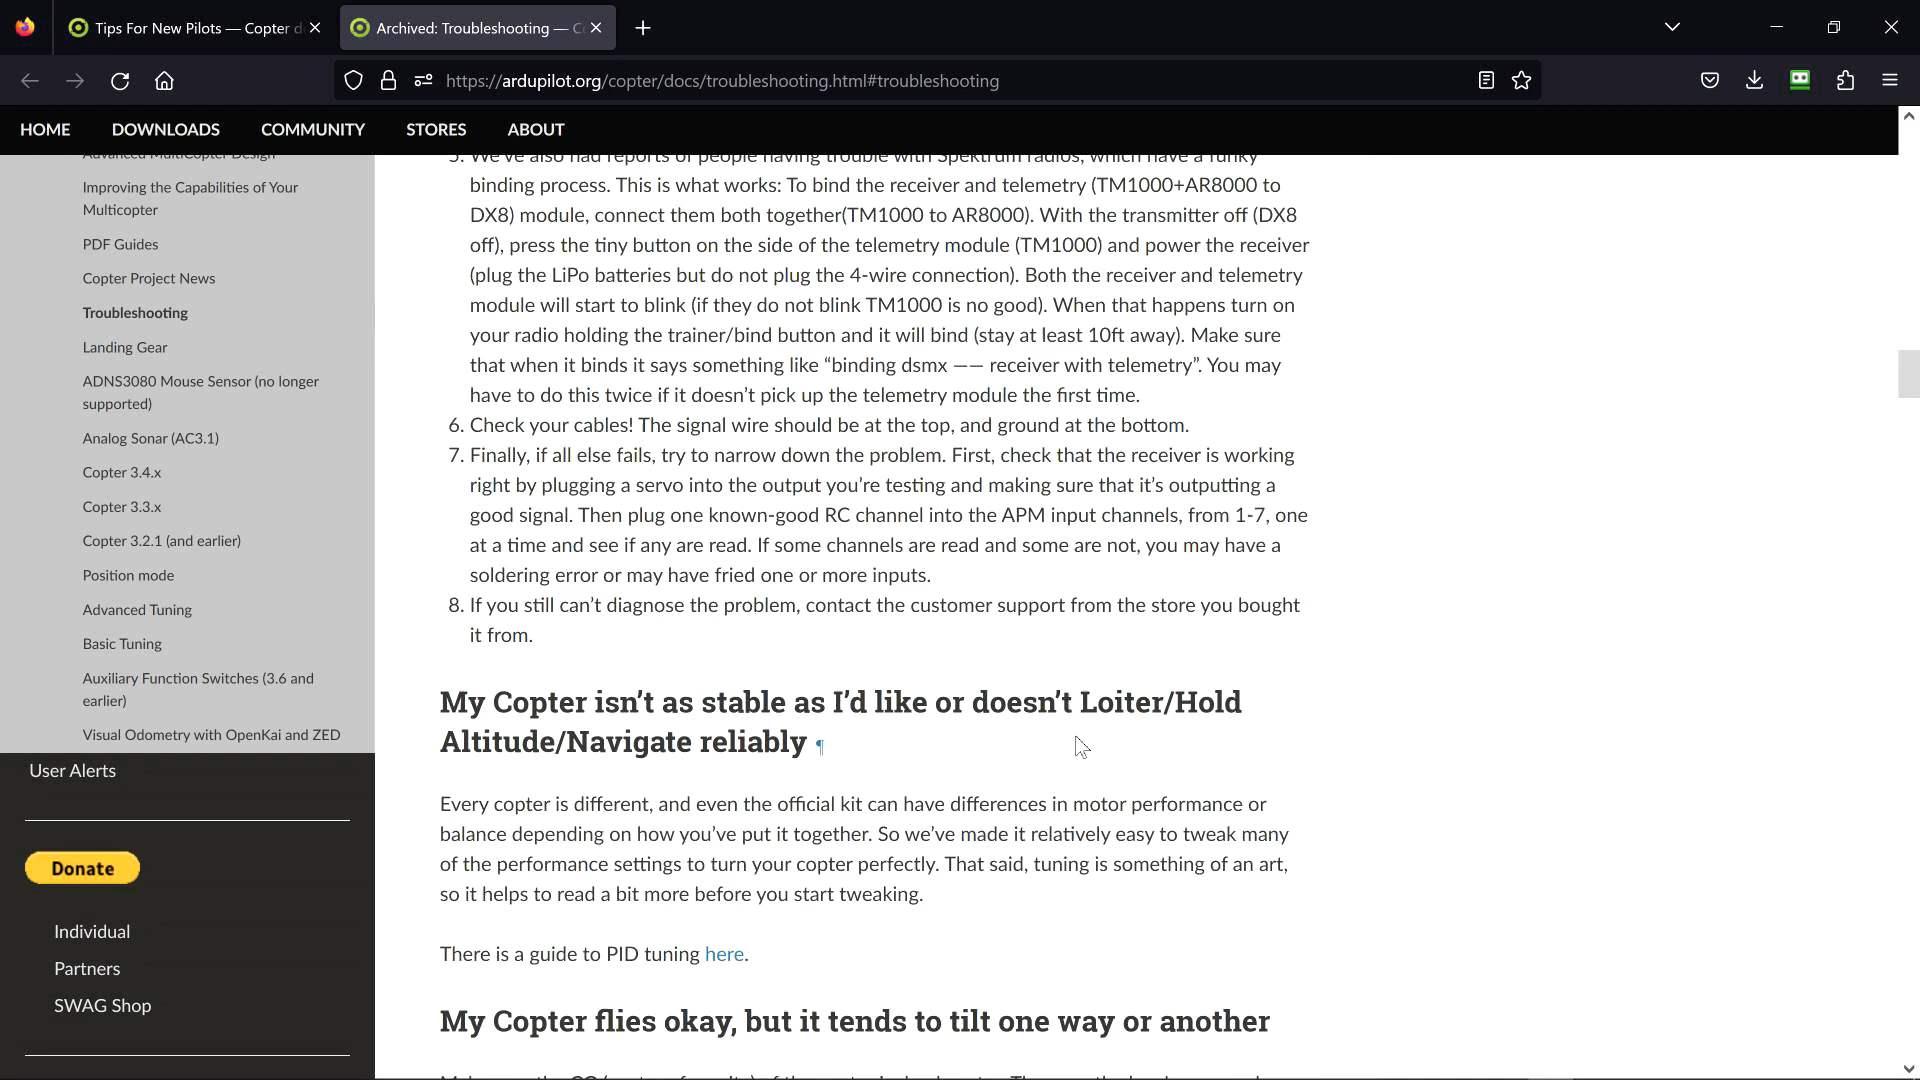 Tips For New Pilots — Copter d
Archived: Troubleshooting — C
https://ardupilot.org/copter/docs/troubleshooting.html#troubleshooting
HOME DOWNLOADS COMMUNITY STORES ABOUT
Advanced MultiCopter Design
Improving the Capabilities of Your
Multicopter
PDF Guides
Copter Project News
Troubleshooting
Landing Gear
ADNS3080 Mouse Sensor (no longer
supported)
Analog Sonar (AC3.1)
Copter 3.4.x
Copter 3.3.x
Copter 3.2.1 (and earlier)
Position mode
Advanced Tuning
Basic Tuning
Auxiliary Function Switches (3.6 and
earlier)
Visual Odometry with OpenKai and ZED
User Alerts
Donate
Individual
Partners
SWAG Shop
5. We've also had reports of people having trouble with Spektrum radios, which have a funky
binding process. This is what works: To bind the receiver and telemetry (TM1000+AR8000 to
DX8) module, connect them both together(TM1000 to AR8000). With the transmitter off (DX8
off), press the tiny button on the side of the telemetry module (TM1000) and power the receiver
(plug the LiPo batteries but do not plug the 4-wire connection). Both the receiver and telemetry
module will start to blink (if they do not blink TM1000 is no good). When that happens turn on
your radio holding the trainer/bind button and it will bind (stay at least 10ft away). Make sure
that when it binds it says something like “binding dsmx —— receiver with telemetry”. You may
have to do this twice if it doesn’t pick up the telemetry module the first time.
6. Check your cables! The signal wire should be at the top, and ground at the bottom.
7. Finally, if all else fails, try to narrow down the problem. First, check that the receiver is working
right by plugging a servo into the output you’re testing and making sure that it’s outputting a
good signal. Then plug one known-good RC channel into the APM input channels, from 1-7, one
at a time and see if any are read. If some channels are read and some are not, you may have a
soldering error or may have fried one or more inputs.
8. If you still can’t diagnose the problem, contact the customer support from the store you bought
it from.
My Copter isn’t as stable as I’d like or doesn’t Loiter/Hold
Altitude/Navigate reliably ¶
Every copter is different, and even the official kit can have differences in motor performance or
balance depending on how you’ve put it together. So we’ve made it relatively easy to tweak many
of the performance settings to turn your copter perfectly. That said, tuning is something of an art,
so it helps to read a bit more before you start tweaking.
There is a guide to PID tuning here.
My Copter flies okay, but it tends to tilt one way or another